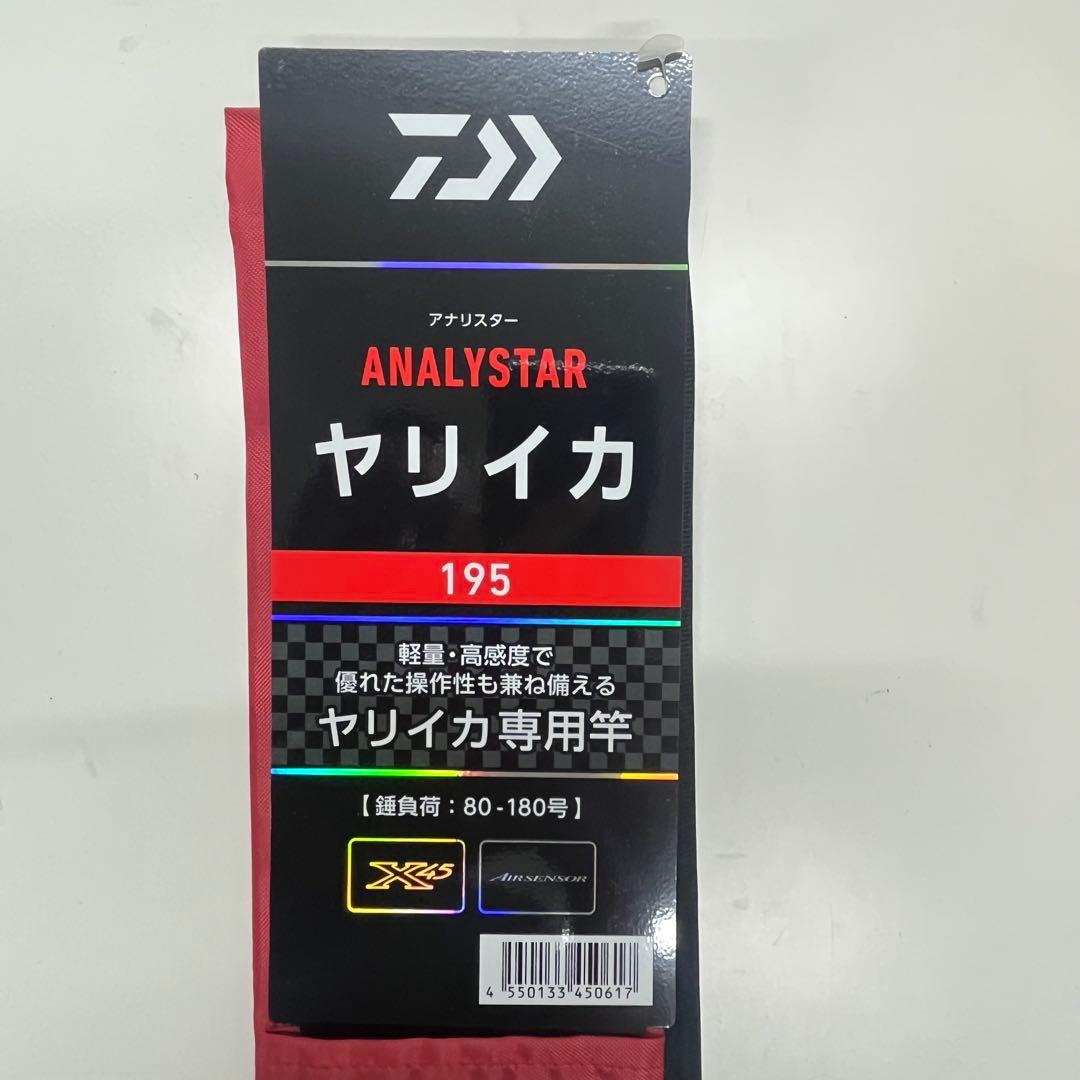 アナリスター
ANALYSTAR
ヤリイカ
195
軽量・高感度で
優れた操作性も兼ね備える
ヤリイカ専用竿
【錘負荷：80-180号】
X45 AIRSENSOR
4 550133 450617